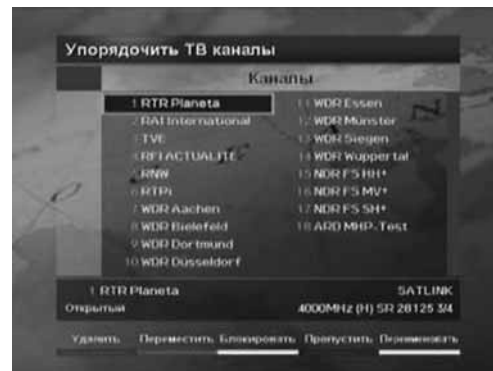 Упорядочить ТВ каналы
Каналы
1 RTR Planeta
2 RAI International
3 TVE
4 RFI ACTUALITE
5 RNW
6 RTPi
7 WDR Aachen
8 WDR Bielefeld
9 WDR Dortmund
10 WDR Düsseldorf
11 WDR Essen
12 WDR Münster
13 WDR Siegen
14 WDR Wuppertal
15 NDR FS HH*
16 NDR FS MV*
17 NDR FS SH*
18 ARD MHP-Test
1 RTR Planeta
SATLINK
Открытый
4000MHz (H) SR 28125 3/4
Удалить Переместить Блокировать Пропустить Переименовать